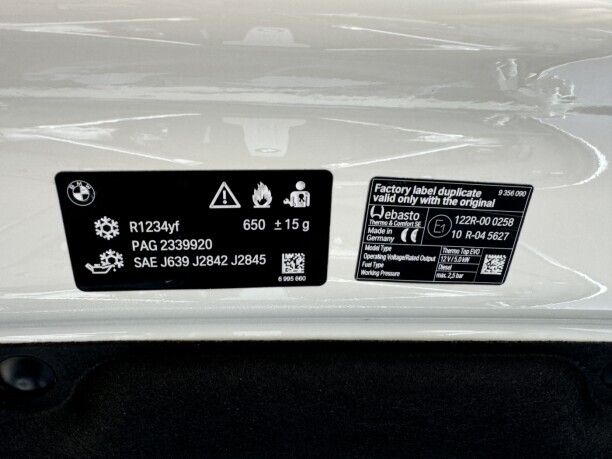 BMW
R1234yf 650 ± 15 g
PAG 2339920
SAE J639 J2842 J2845
6 995 660
Factory label duplicate 9 356 090
valid only with the original
Webasto
Thermo & Comfort SE
Made in
Germany
CE
E1
122R-00 0258
10 R-04 5627
Model Type Thermo Top EVO
Operating Voltage/Rated Output 12 V / 5.0 kW
Fuel Type Diesel
Working Pressure max. 2,5 bar